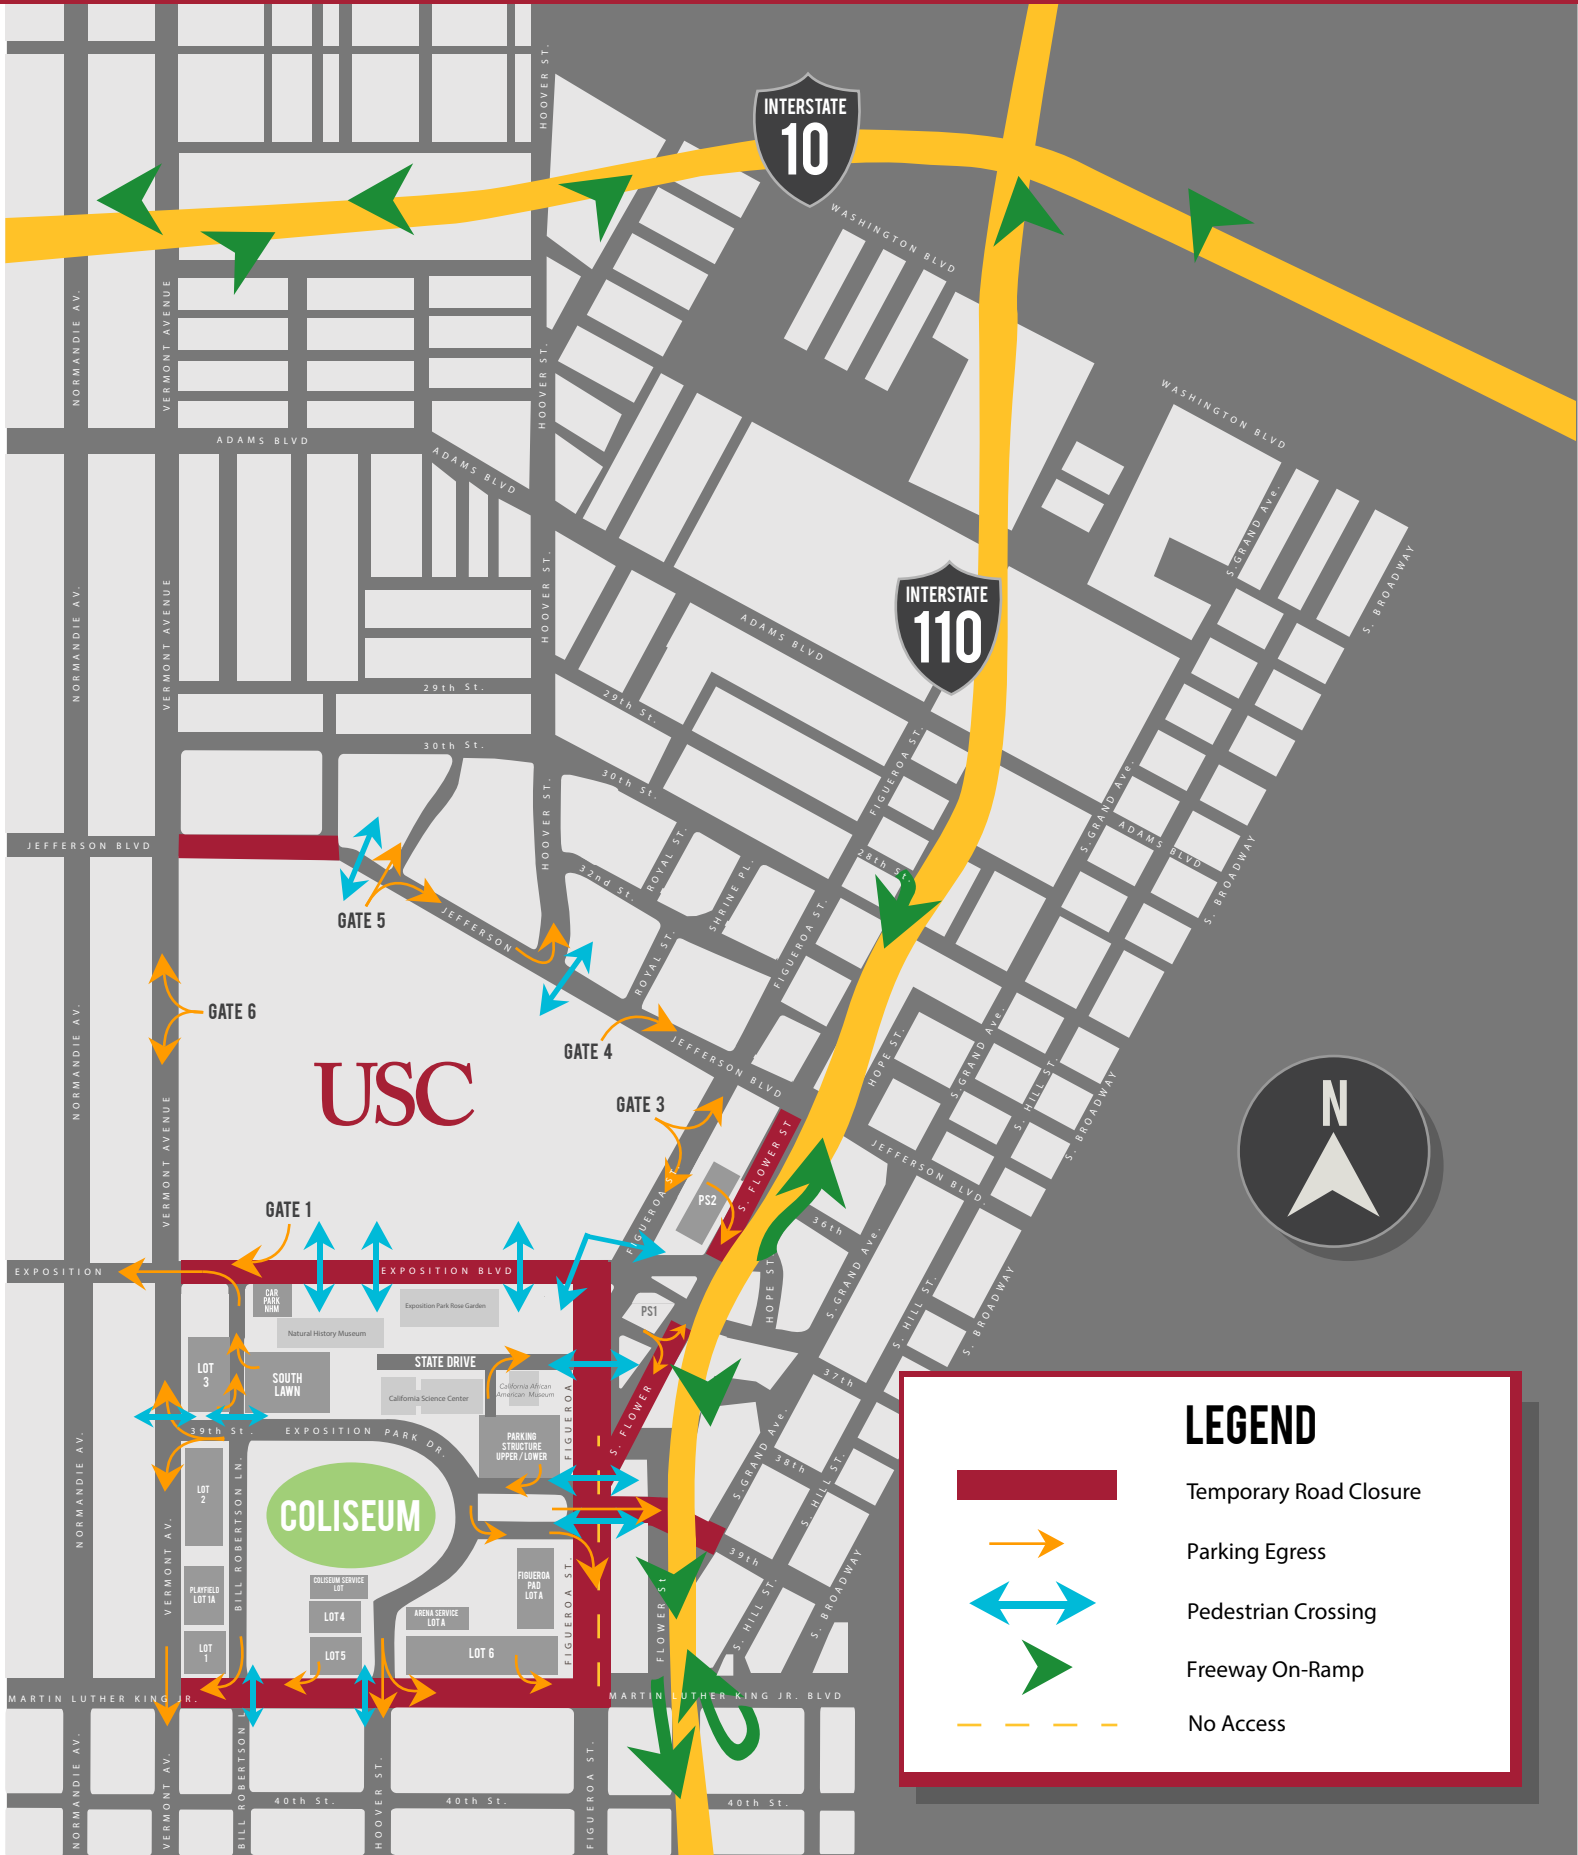 HOOVER ST.
INTERSTATE
10
WASHINGTON BLVD
NORMANDIE AV.
VERMONT AVENUE
HOOVER ST.
WASHINGTON BLVD
ADAMS BLVD
ADAMS BLVD
S.GRAND Ave.
S. BROADWAY
INTERSTATE
110
NORMANDIE AV.
VERMONT AVENUE
HOOVER ST.
ADAMS BLVD
29th St.
29th St.
30th St.
30th St.
FIGUEROA ST.
S.GRAND Ave.
ADAMS BLVD
S. BROADWAY
HOOVER ST.
JEFFERSON BLVD
ROYAL ST.
SHRINE PL.
28th St.
32nd St.
GATE 5
JEFFERSON
FIGUEROA ST.
ROYAL ST.
GATE 6
GATE 4
JEFFERSON BLVD
HOPE ST.
S.GRAND Ave.
S. HILL ST.
S. BROADWAY
NORMANDIE AV.
VERMONT AVENUE
USC
GATE 3
N
S. FLOWER ST
JEFFERSON BLVD.
PS2
FIGUEROA ST.
36th
GATE 1
EXPOSITION
EXPOSITION BLVD
HOPE ST.
S.GRAND Ave.
S. HILL ST.
S. BROADWAY
CAR
PARK
NHM
Exposition Park Rose Garden
PS1
Natural History Museum
LOT
3
SOUTH
LAWN
STATE DRIVE
California Science Center
California African
American Museum
37th
FIGUEROA
S. FLOWER
39th St.
EXPOSITION PARK DR.
PARKING
STRUCTURE
UPPER/LOWER
S.GRAND Ave.
38th
S. HILL ST.
NORMANDIE AV.
LOT
2
BILL ROBERTSON LN.
COLISEUM
39th
VERMONT AV.
PLAYFIELD
LOT 1A
COLISEUM SERVICE
LOT
FIGUEROA
PAD
LOT A
FIGUEROA ST.
FLOWER St
S. HILL ST.
S. BROADWAY
LOT 4
ARENA SERVICE
LOT A
LOT
1
LOT 5
LOT 6
MARTIN LUTHER KING JR.
MARTIN LUTHER KING JR. BLVD
NORMANDIE AV.
VERMONT AV.
BILL ROBERTSON L
HOOVER ST.
FIGUEROA ST.
40th St.
40th St.
40th St.
LEGEND
Temporary Road Closure
Parking Egress
Pedestrian Crossing
Freeway On-Ramp
No Access